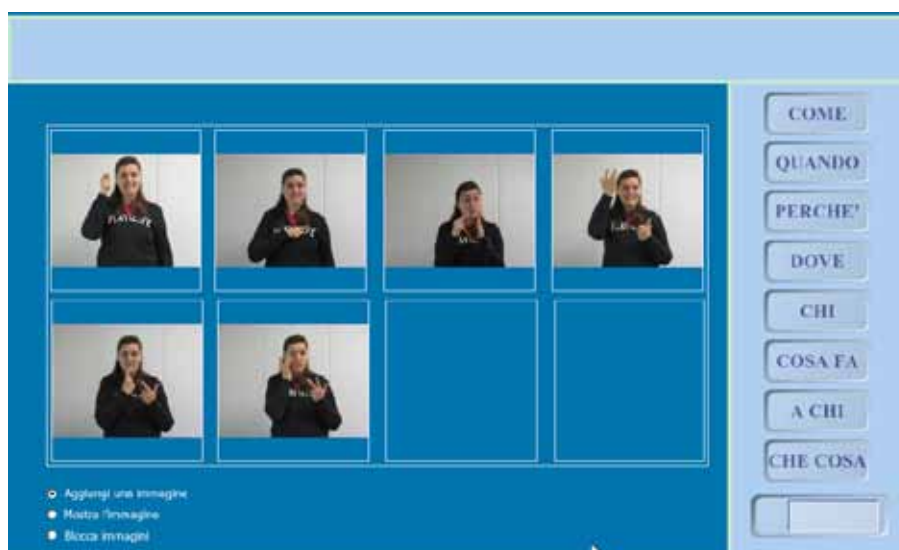 COME
QUANDO
PERCHE'
DOVE
CHI
COSA FA
A CHI
CHE COSA
Aggiungi una immagine
Mostra l'immagine
Blocca immagini